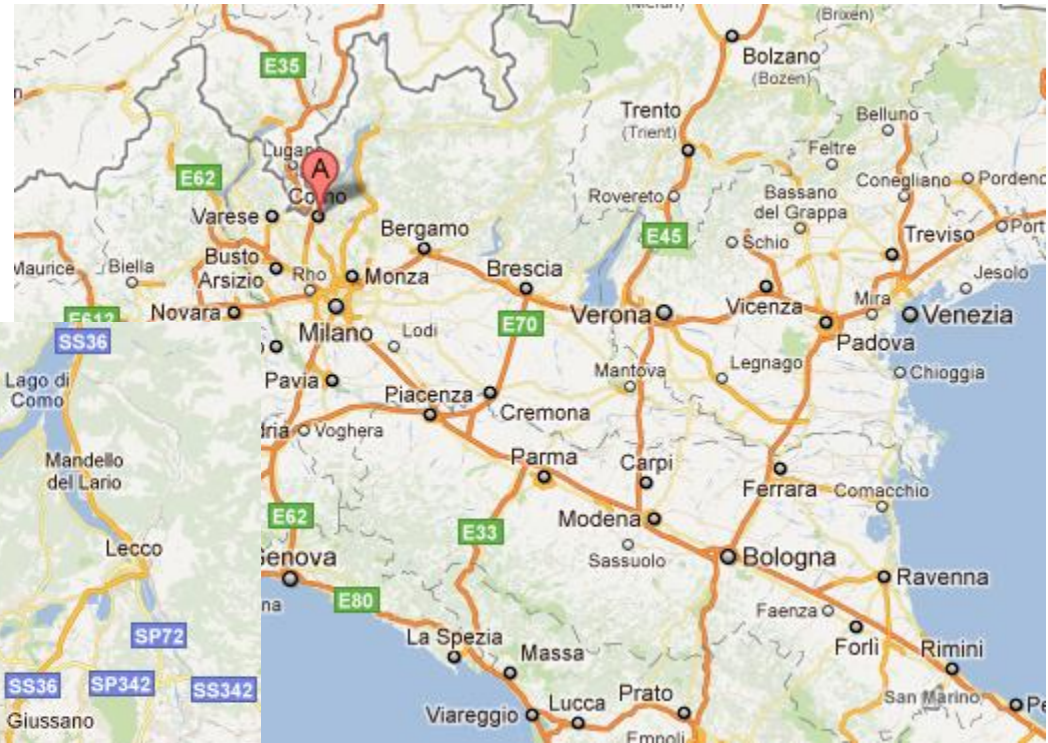 (Brixen)
Bolzano
(Bozen)
E35
Trento
(Trient)
Belluno
Feltre
E62
A
Rovereto
Bassano
del Grappa
Conegliano
Varese
Bergamo
E45
Schio
Treviso
Busto
Arsizio
Biella
Rho
Monza
Brescia
Jesolo
Novara
Milano
Lodi
E70
Verona
Vicenza
Mira
Venezia
Padova
SS36
Lago di
Como
Pavia
Piacenza
Cremona
Mantova
Legnago
Chioggia
Voghera
Mandello
del Lario
Parma
Carpi
Ferrara
Comacchio
E62
E33
Modena
Sassuolo
Bologna
Lecco
E80
Ravenna
Faenza
Forlì
Rimini
SP72
La Spezia
Massa
SS36
SP342
SS342
Giussano
Viareggio
Lucca
Prato
San Marino